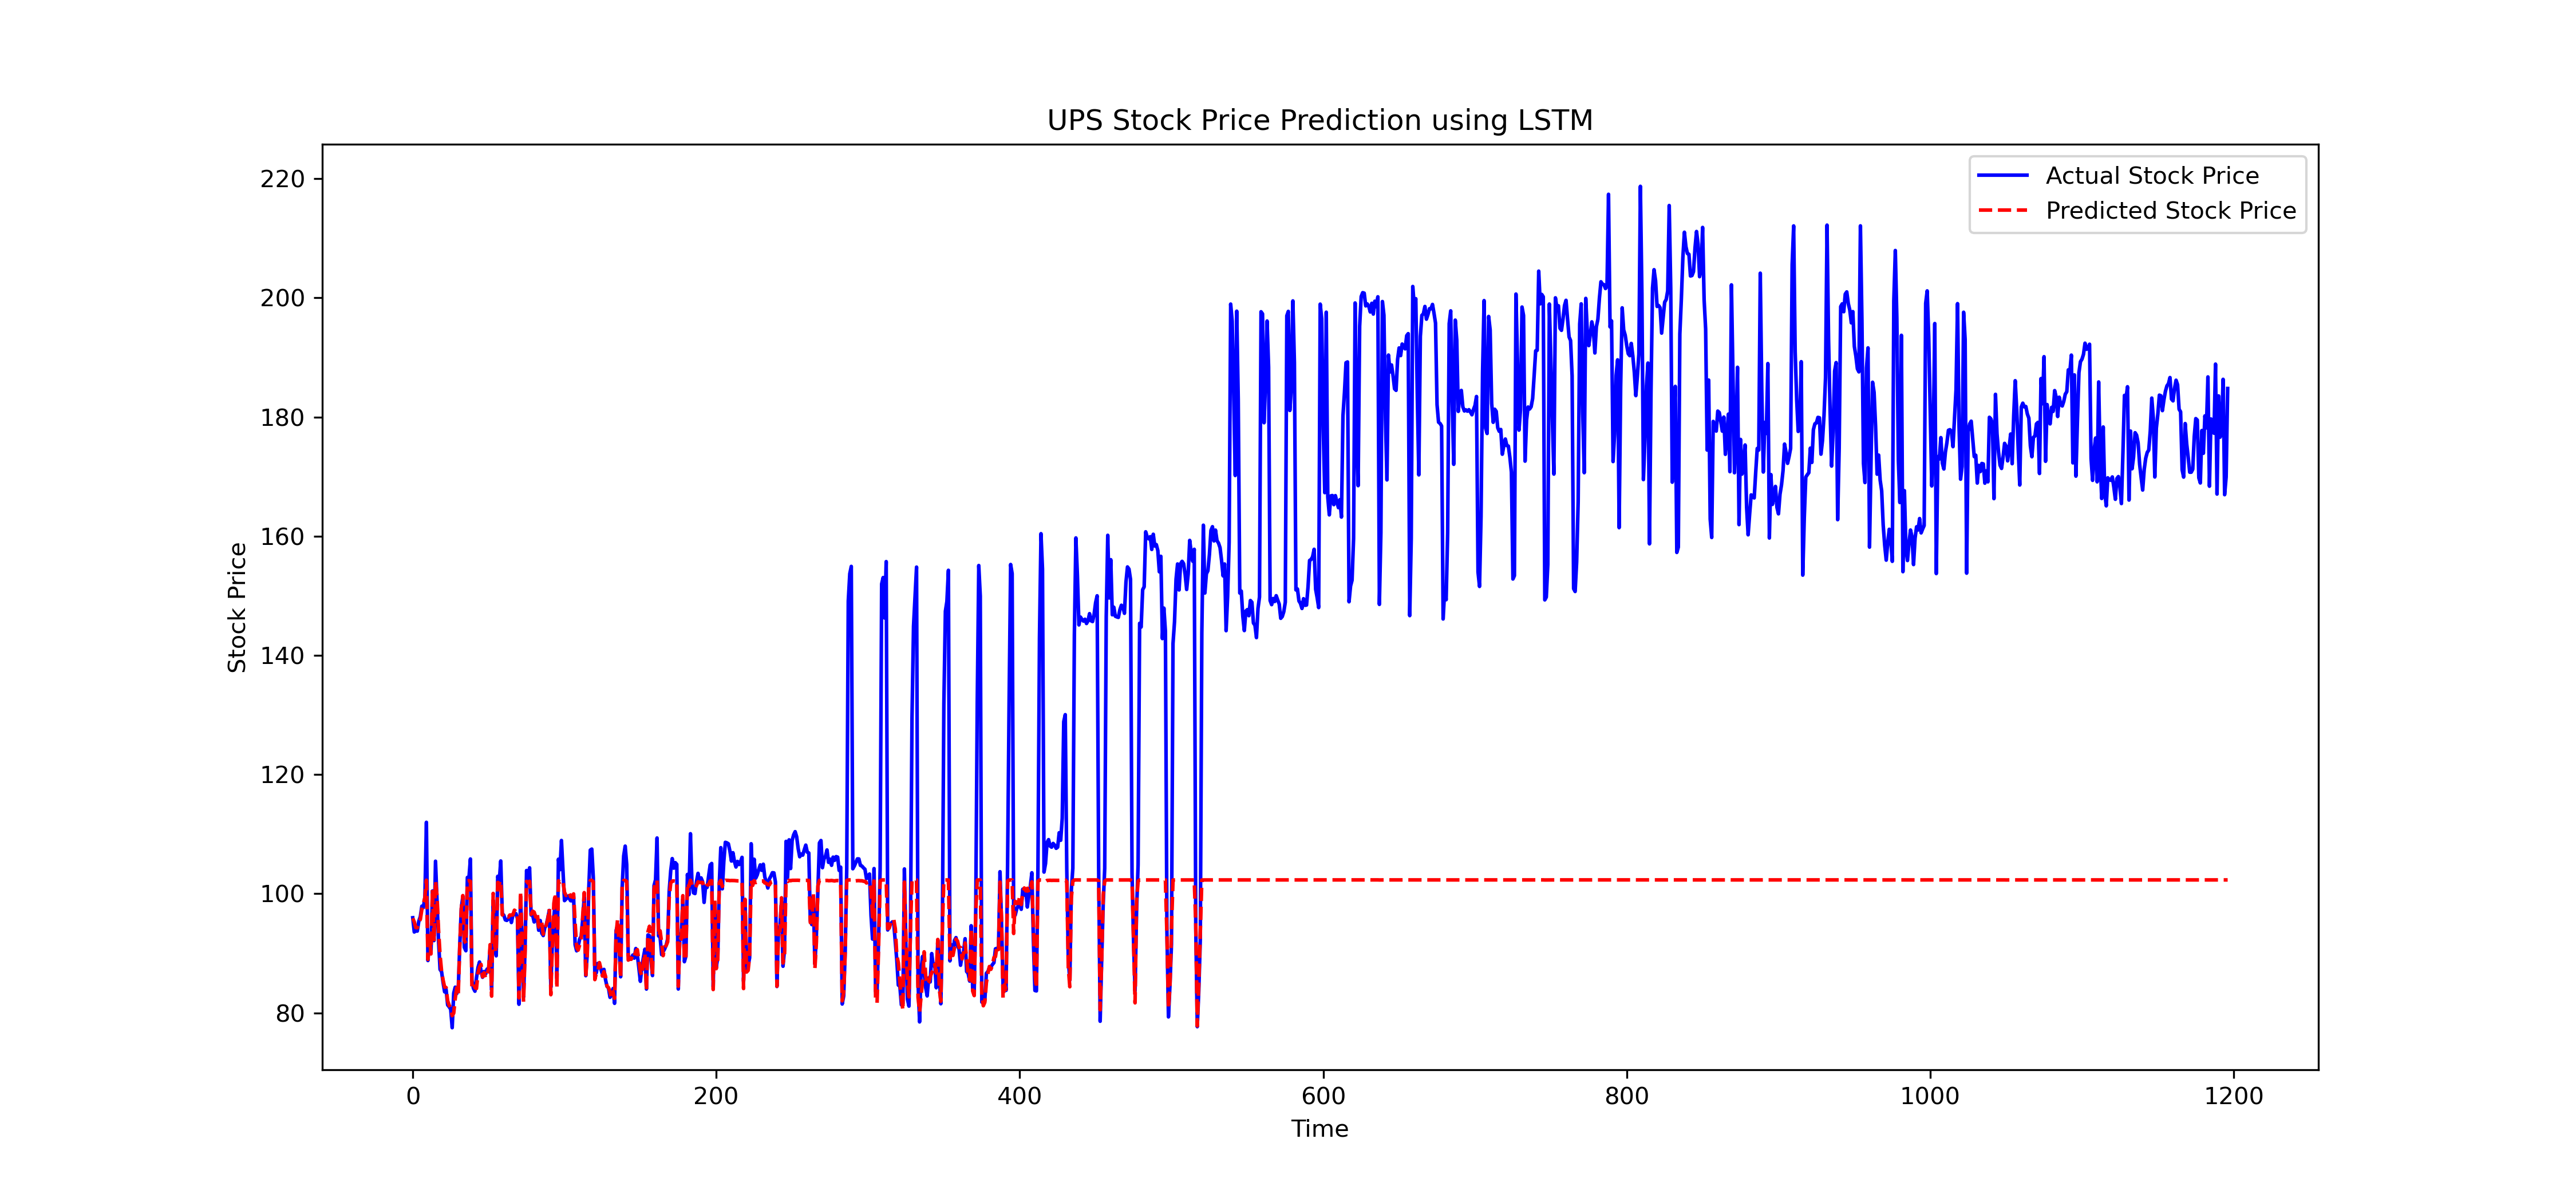 UPS Stock Price Prediction using LSTM
Actual Stock Price
Predicted Stock Price
Stock Price
220
200
180
160
140
120
100
80
0 200 400 600 800 1000 1200
Time